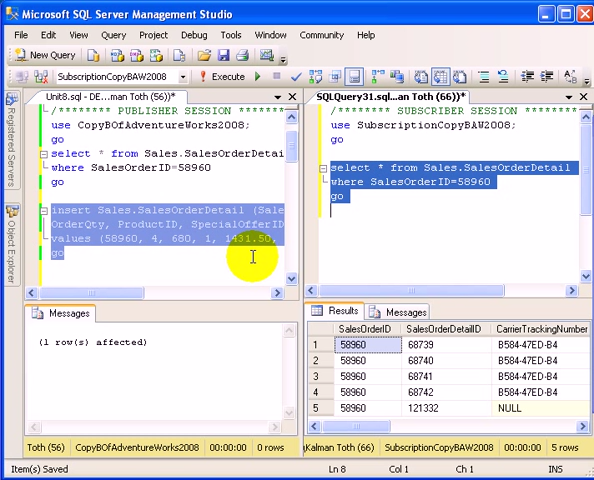 Microsoft SQL Server Management Studio
File Edit View Query Project Debug Tools Window Community Help
New Query
SubscriptionCopyBAW2008 Execute
Registered Servers
Object Explorer
Unit8.sql - DE...man Toth (56))*
/******** PUBLISHER SESSION ********
use CopyBOfAdventureWorks2008;
go
select * from Sales.SalesOrderDetai
where SalesOrderID=58960
go
insert Sales.SalesOrderDetail (Sale
OrderQty, ProductID, SpecialOfferID
values (58960, 4, 680, 1, 1431.50,
go
Messages
(1 row(s) affected)
Toth (56) CopyBOfAdventureWorks2008 00:00:00 0 rows
SQLQuery31.sql...an Toth (66))*
/******** SUBSCRIBER SESSION ********
use SubscriptionCopyBAW2008;
go
select * from Sales.SalesOrderDetail
where SalesOrderID=58960
go
Results Messages
SalesOrderID SalesOrderDetailID CarrierTrackingNumber
1 58960 68739 B584-47ED-B4
2 58960 68740 B584-47ED-B4
3 58960 68741 B584-47ED-B4
4 58960 68742 B584-47ED-B4
5 58960 121332 NULL
Kalman Toth (66) SubscriptionCopyBAW2008 00:00:00 5 rows
Item(s) Saved Ln 8 Col 1 Ch 1 INS